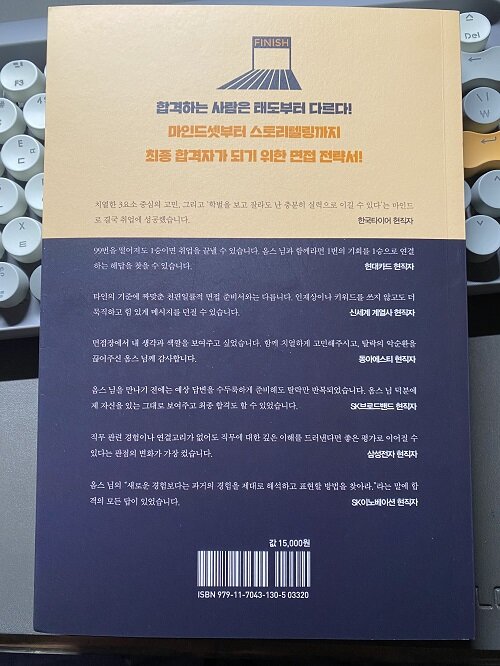 FINISH
합격하는 사람은 태도부터 다르다!
마인드셋부터 스토리텔링까지
최종 합격자가 되기 위한 면접 전략서!
치열한 3요소 중심의 고민, 그리고 '학벌을 보고 잘라도 난 충분히 실력으로 이길 수 있다'는 마인드
로 결국 취업에 성공했습니다.
한국타이어 현직자
99번을 떨어져도 1승이면 취업을 끝낼 수 있습니다. 옴스 님과 함께라면 1번의 기회를 1승으로 연결
하는 해답을 찾을 수 있습니다.
현대카드 현직자
타인의 기준에 짜맞춘 천편일률적 면접 준비서와는 다릅니다. 인재상이나 키워드를 쓰지 않고도 더
묵직하고 힘 있게 메시지를 던질 수 있습니다.
신세계 계열사 현직자
면접장에서 내 생각과 색깔을 보여주고 싶었습니다. 함께 치열하게 고민해주시고, 탈락의 악순환을
끊어주신 옴스 님께 감사합니다.
동아에스티 현직자
옴스 님을 만나기 전에는 예상 답변을 수두룩하게 준비해도 탈락만 반복되었습니다. 옴스 님 덕분에
제 자신을 있는 그대로 보여주고 최종 합격도 할 수 있었습니다.
SK브로드밴드 현직자
직무 관련 경험이나 연결고리가 없어도 직무에 대한 깊은 이해를 드러낸다면 좋은 평가로 이어질 수
있다는 관점의 변화가 가장 컸습니다.
삼성전자 현직자
옴스 님의 "새로운 경험보다는 과거의 경험을 제대로 해석하고 표현할 방법을 찾아라."라는 말에 합
격의 모든 답이 있었습니다.
SK이노베이션 현직자
값 15,000원
ISBN 979-11-7043-130-5 03320